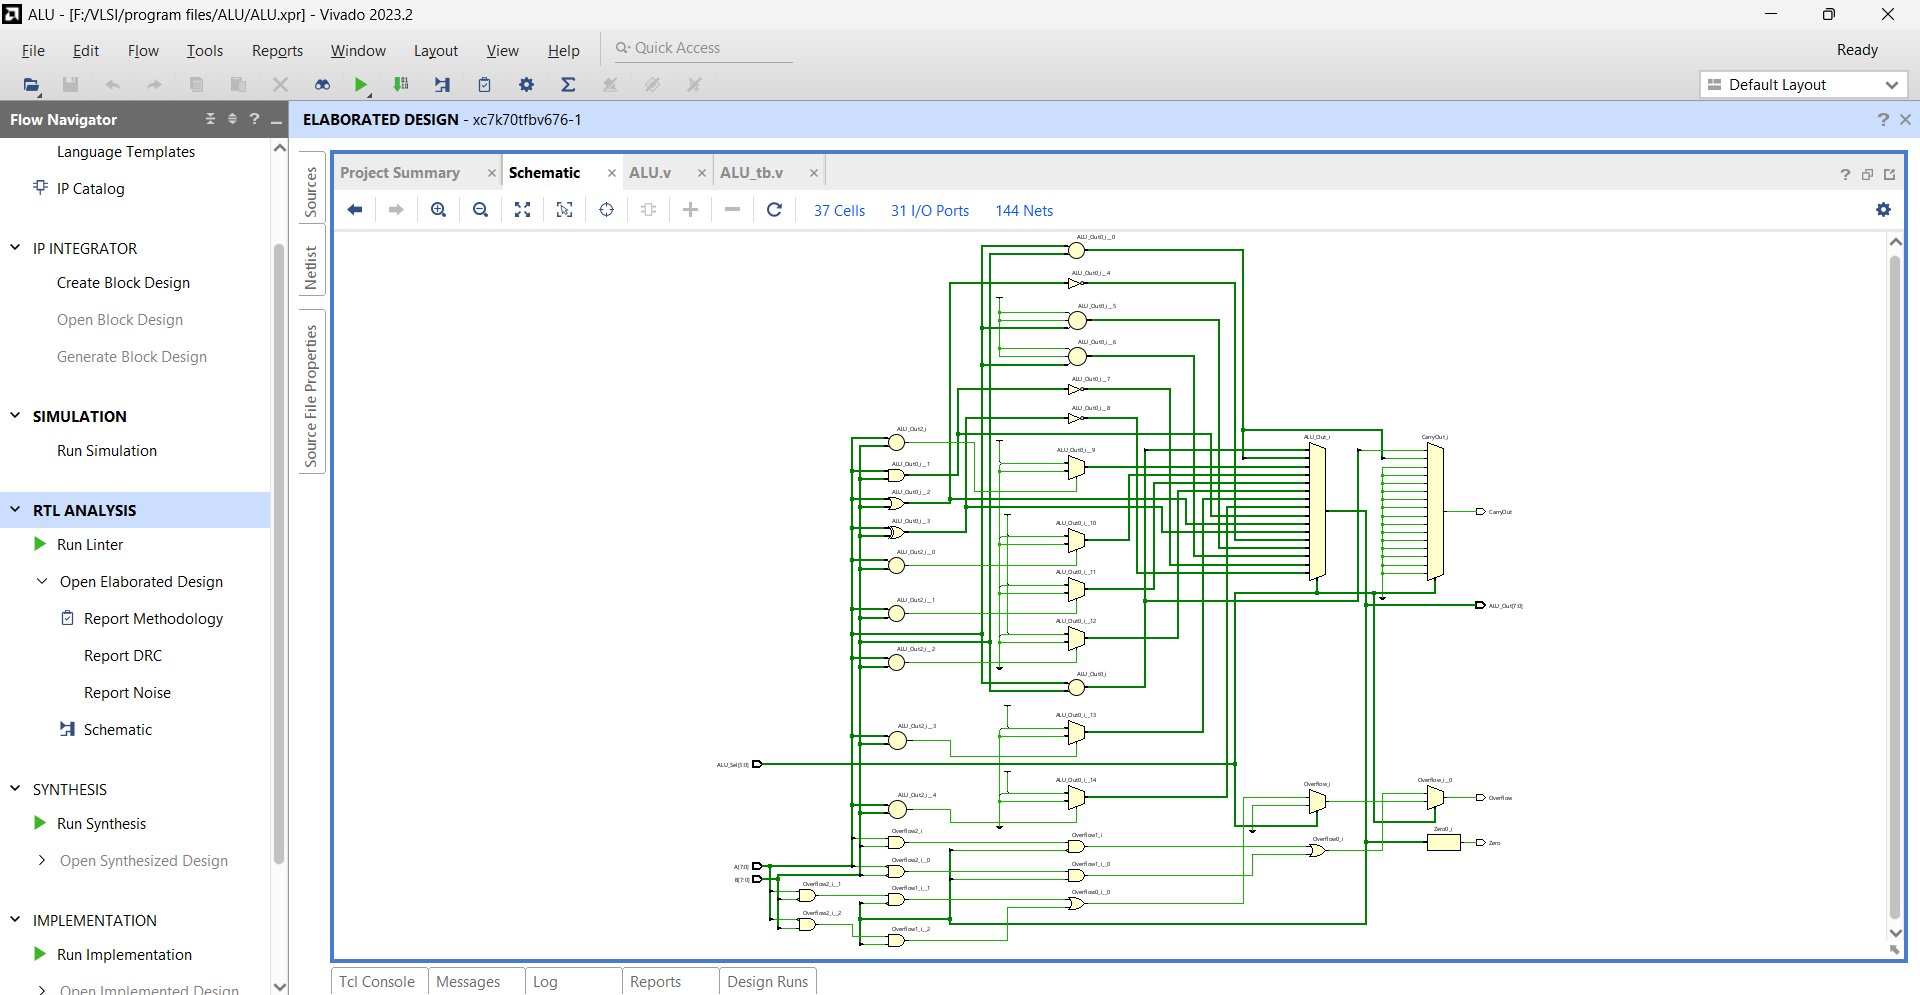 ALU - [F:/VLSI/program files/ALU/ALU.xpr] - Vivado 2023.2
File Edit Flow Tools Reports Window Layout View Help Quick Access Ready
Default Layout
Flow Navigator
ELABORATED DESIGN - xc7k70tfbv676-1
Language Templates
IP Catalog
IP INTEGRATOR
Create Block Design
Open Block Design
Generate Block Design
SIMULATION
Run Simulation
RTL ANALYSIS
Run Linter
Open Elaborated Design
Report Methodology
Report DRC
Report Noise
Schematic
SYNTHESIS
Run Synthesis
Open Synthesized Design
IMPLEMENTATION
Run Implementation
Open Implemented Design
Sources
Netlist
Source File Properties
Project Summary Schematic ALU.v ALU_tb.v
37 Cells 31 I/O Ports 144 Nets
ALU_Out0_i__0
ALU_Out0_i__4
ALU_Out0_i__5
ALU_Out0_i__6
ALU_Out0_i__7
ALU_Out0_i__8
ALU_Out2_i
ALU_Out_i
CarryOut_i
ALU_Out0_i__9
ALU_Out0_i__1
ALU_Out0_i__2
CarryOut
ALU_Out0_i__3
ALU_Out0_i__10
ALU_Out2_i__0
ALU_Out0_i__11
ALU_Out2_i__1
ALU_Out[7:0]
ALU_Out0_i__12
ALU_Out2_i__2
ALU_Out0_i
ALU_Out0_i__13
ALU_Out2_i__3
ALU_Sel[3:0]
ALU_Out0_i__14
Overflow_i
Overflow_i__0
ALU_Out2_i__4
Overflow
Overflow2_i
Overflow1_i
Overflow0_i
Zero0_i
Zero
Overflow2_i__0
Overflow1_i__0
A[7:0]
B[7:0]
Overflow2_i__1
Overflow1_i__1
Overflow0_i__0
Overflow2_i__2
Overflow1_i__2
Tcl Console Messages Log Reports Design Runs